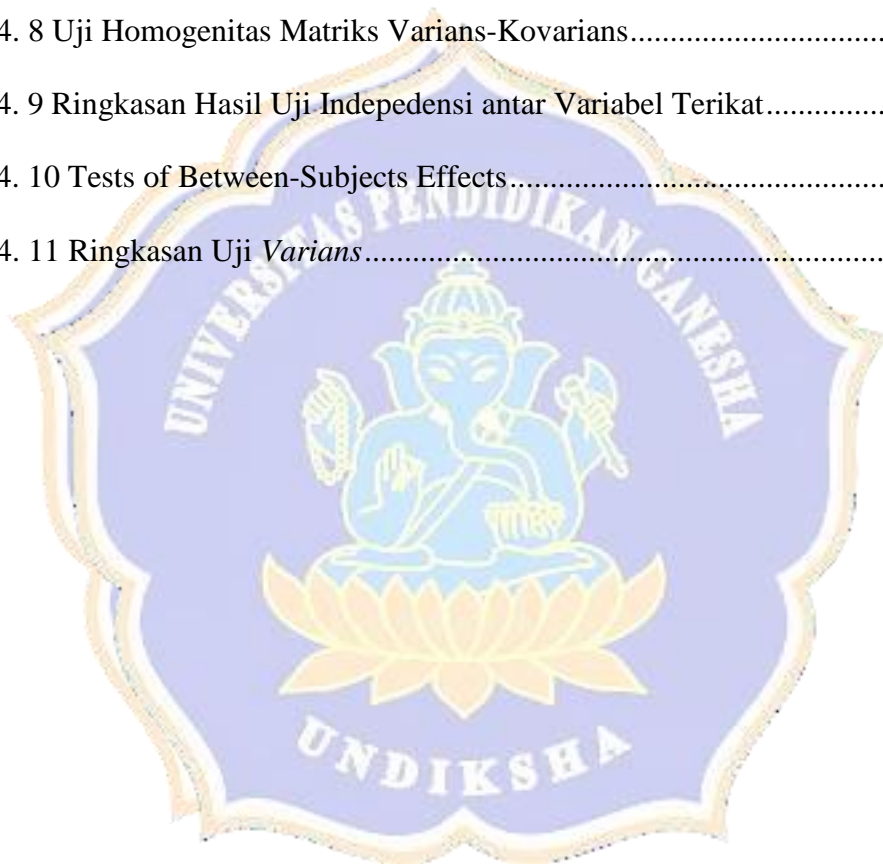 4. 8 Uji Homogenitas Matriks Varians-Kovarians...................................
4. 9 Ringkasan Hasil Uji Indepedensi antar Variabel Terikat...............
4. 10 Tests of Between-Subjects Effects..................................................
4. 11 Ringkasan Uji Varians....................................................................
UNIVERSITAS PENDIDIKAN GANESHA
UNDIKSHA